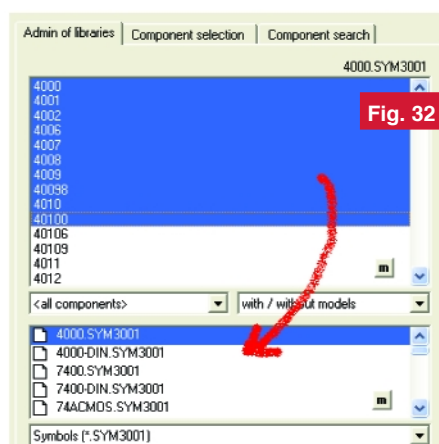 Admin of libraries | Component selection | Component search
4000.SYM3001
4000
4001
Fig. 32
4002
4006
4007
4008
4009
40098
4010
40100
40106
40109
4011
m
4012
<all components> with / without models
4000.SYM3001
4000-DIN.SYM3001
7400.SYM3001
7400-DIN.SYM3001
74ACMOS.SYM3001
m
Symbols (*.SYM3001)